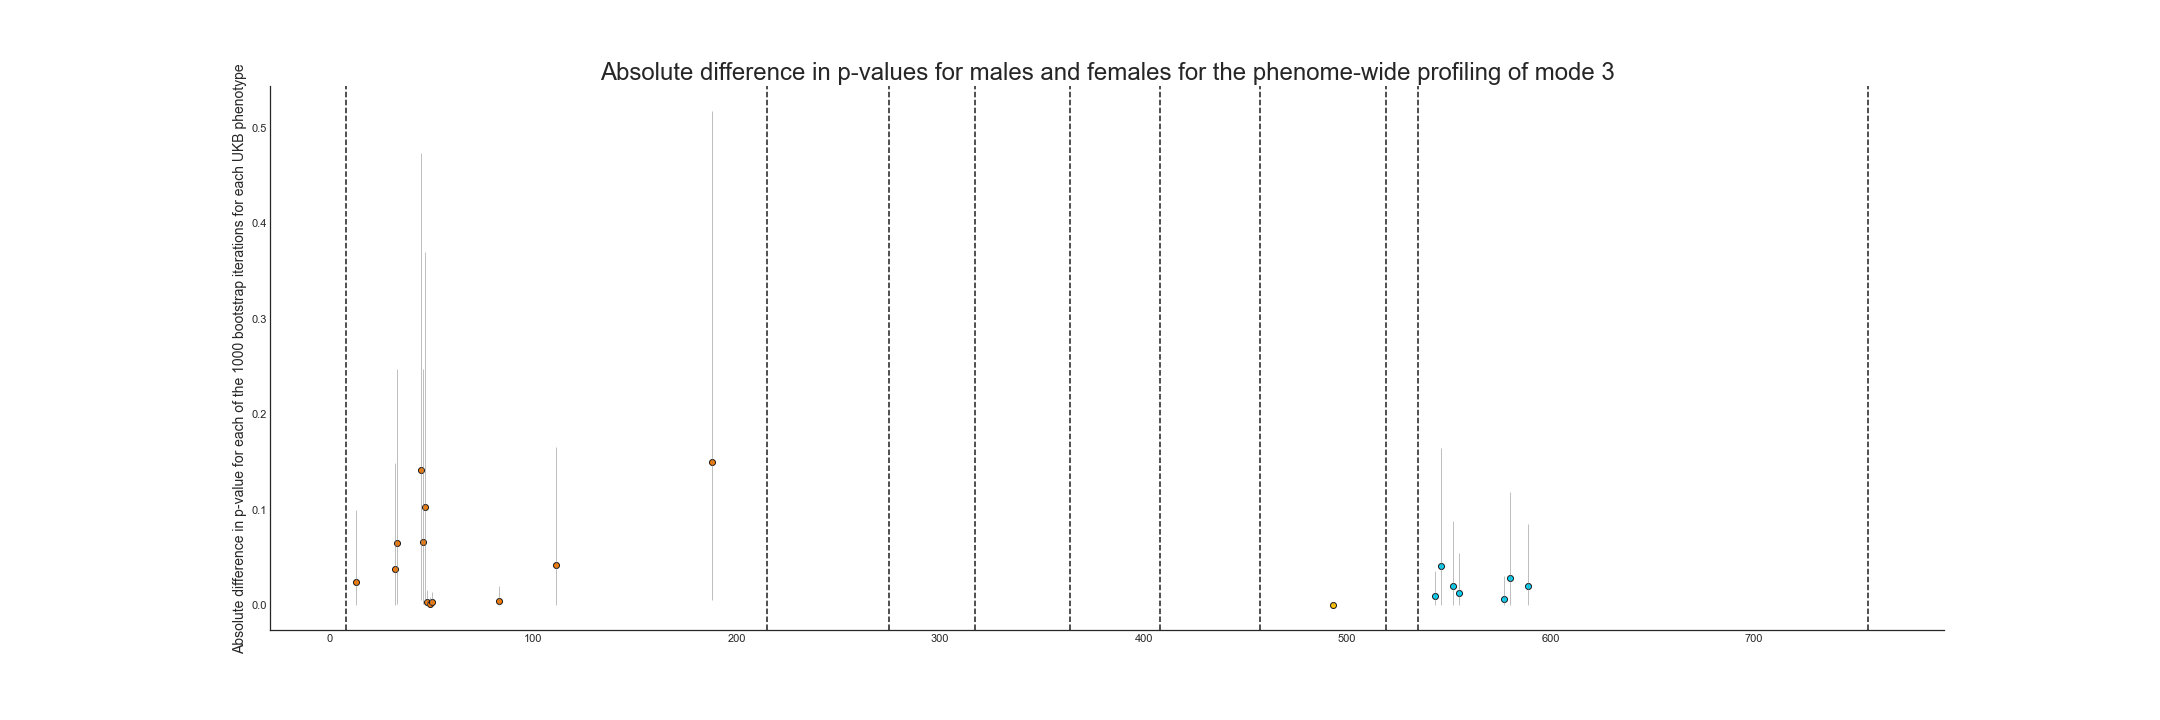 Absolute difference in p-values for males and females for the phenome-wide profiling of mode 3
Absolute difference in p-value for each of the 1000 bootstrap iterations for each UKB phenotype
0.5
0.4
0.3
0.2
0.1
0.0
0 100 200 300 400 500 600 700